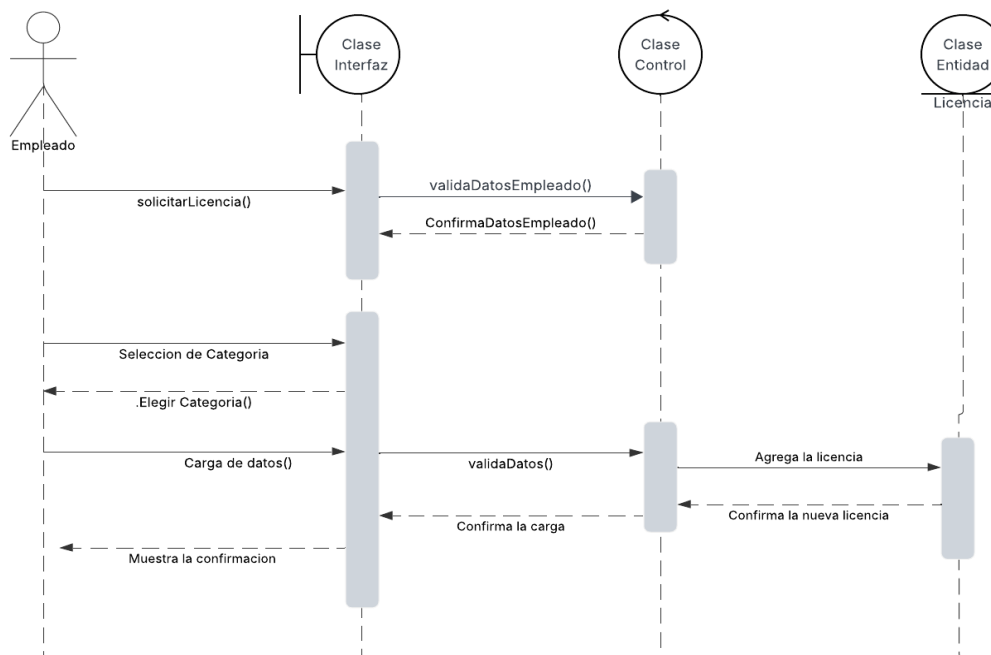 Clase
Interfaz
Clase
Control
Clase
Entidad
Licencia
Empleado
solicitarLicencia()
validaDatosEmpleado()
ConfirmaDatosEmpleado()
Seleccion de Categoria
.Elegir Categoria()
Carga de datos()
validaDatos()
Agrega la licencia
Confirma la nueva licencia
Confirma la carga
Muestra la confirmacion